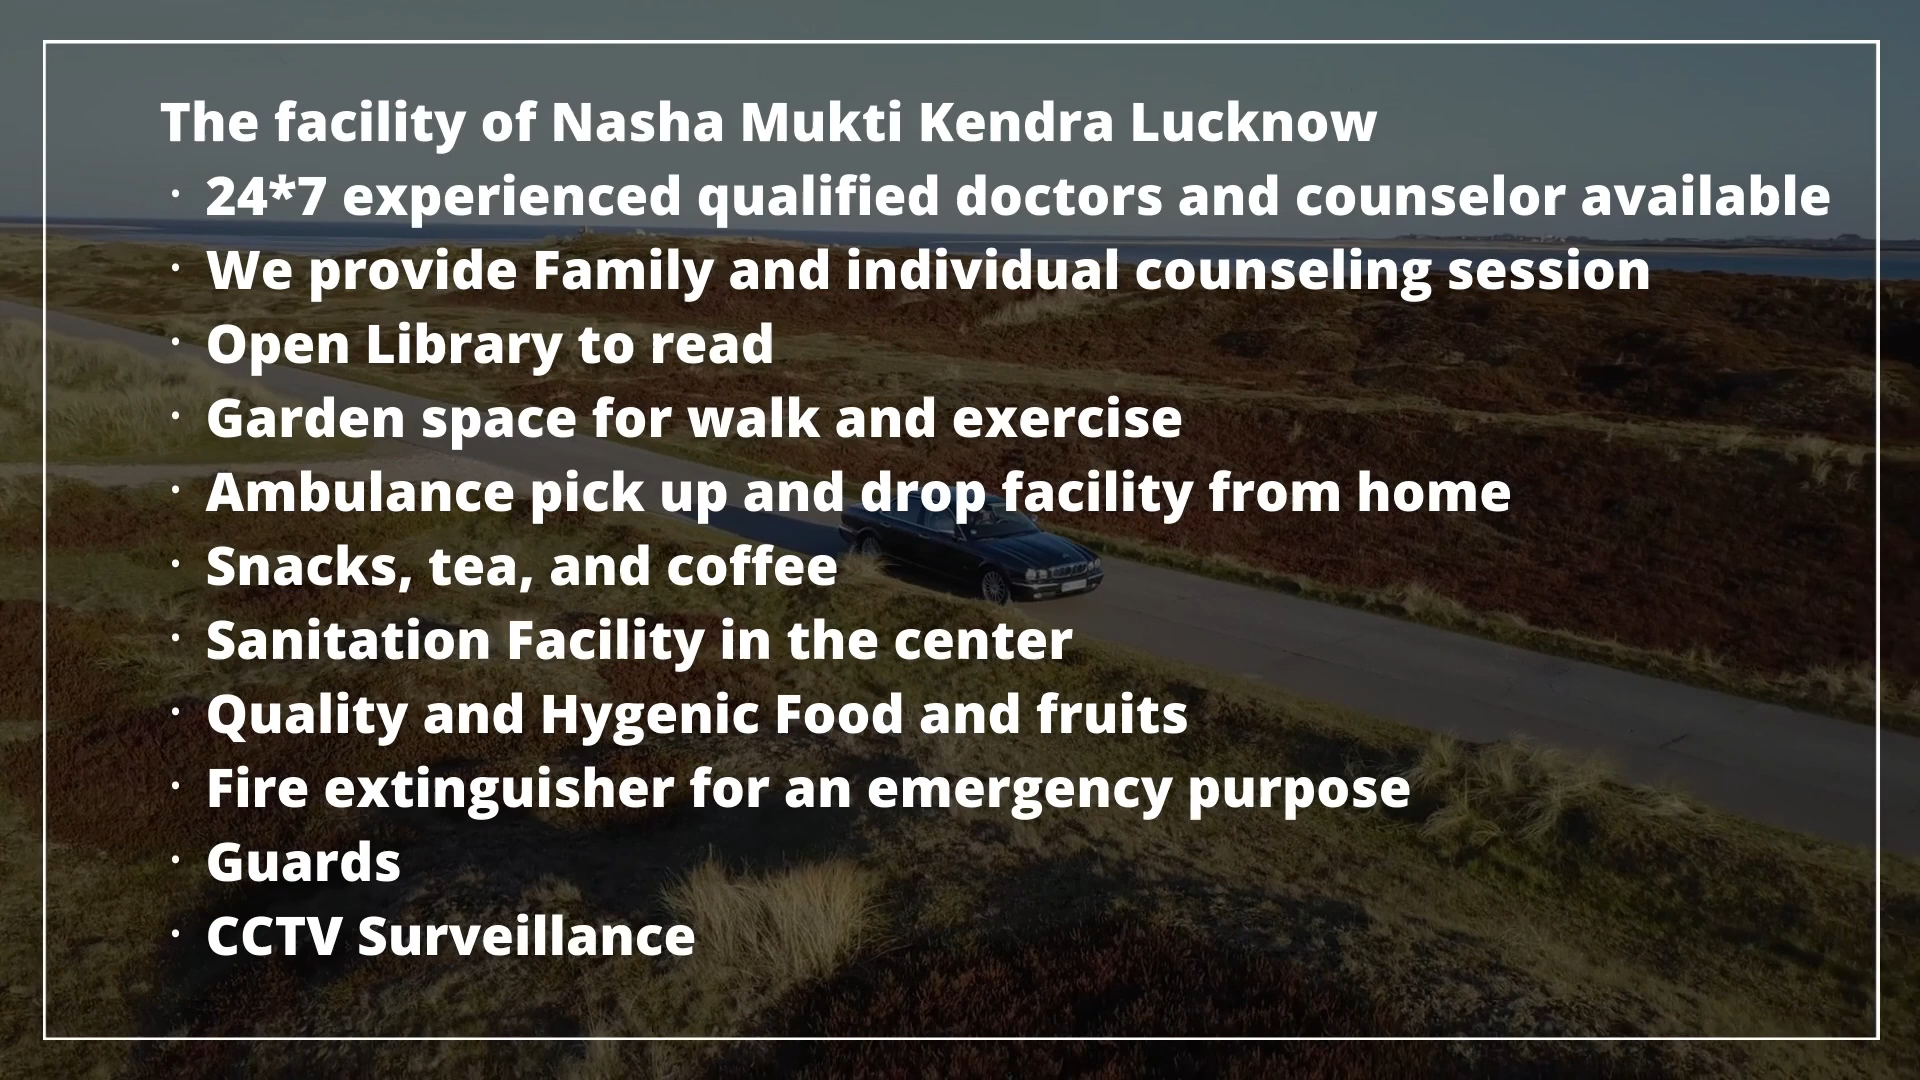 The facility of Nasha Mukti Kendra Lucknow
· 24*7 experienced qualified doctors and counselor available
· We provide Family and individual counseling session
· Open Library to read
· Garden space for walk and exercise
· Ambulance pick up and drop facility from home
· Snacks, tea, and coffee
· Sanitation Facility in the center
· Quality and Hygenic Food and fruits
· Fire extinguisher for an emergency purpose
· Guards
· CCTV Surveillance